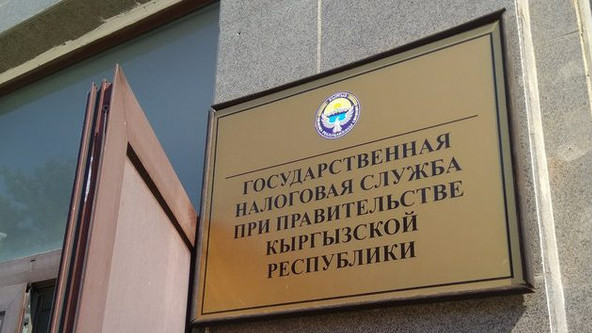 ГОСУДАРСТВЕННАЯ
НАЛОГОВАЯ СЛУЖБА
ПРИ ПРАВИТЕЛЬСТВЕ
КЫРГЫЗСКОЙ
РЕСПУБЛИКИ